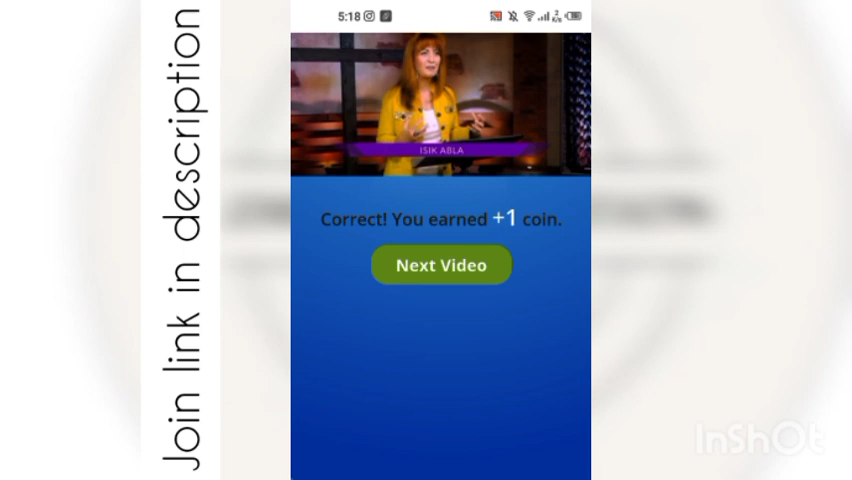 Join link in description
5:18
ISIK ABLA
Correct! You earned +1 coin.
Next Video
InShOt